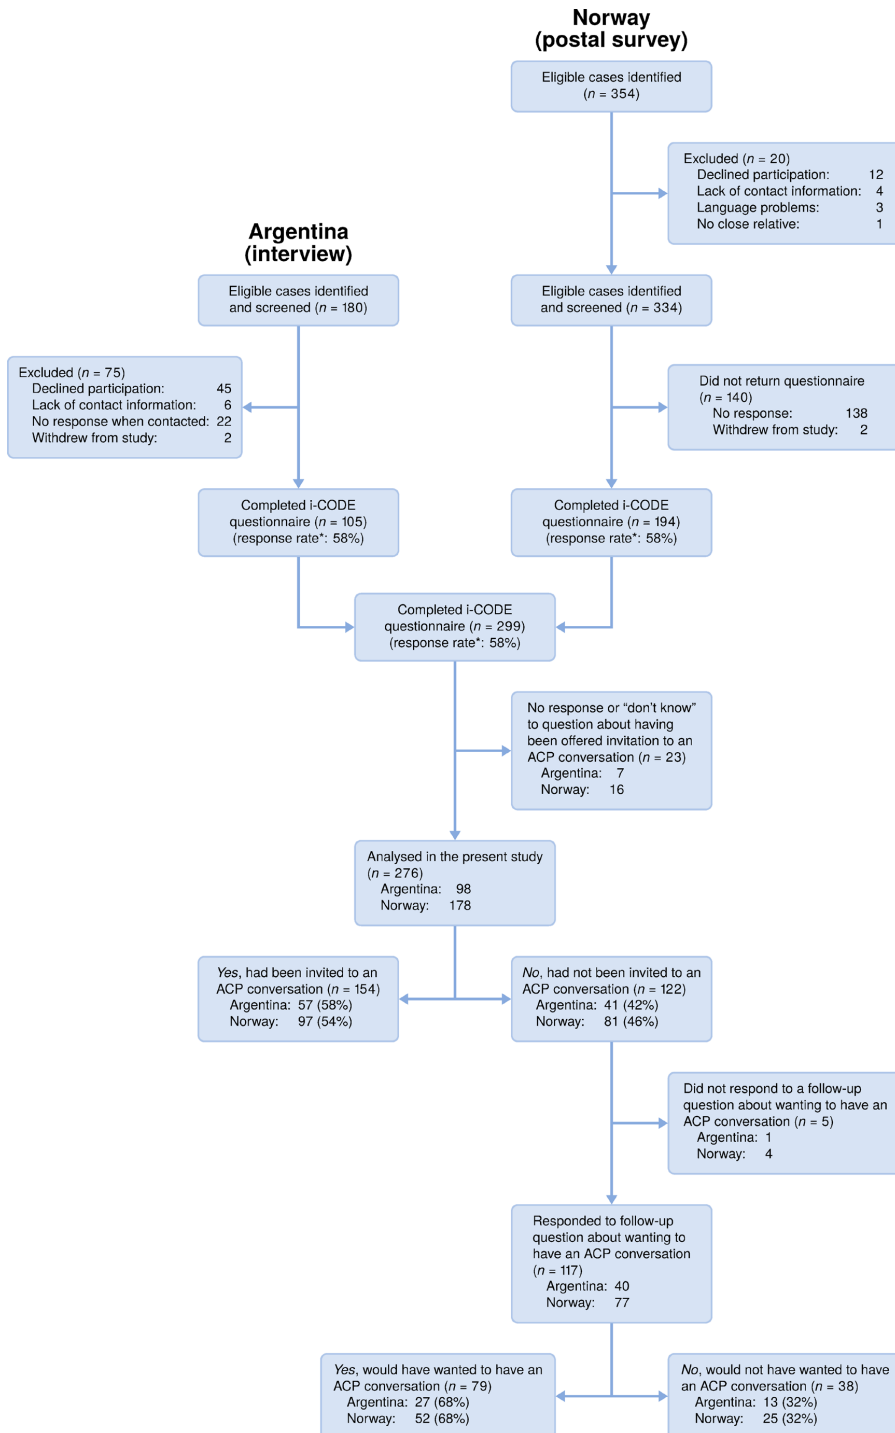 Norway
(postal survey)
Eligible cases identified
(n = 354)
Excluded (n = 20)
Declined participation: 12
Lack of contact information: 4
Language problems: 3
No close relative: 1
Argentina
(interview)
Eligible cases identified
and screened (n = 180)
Eligible cases identified
and screened (n = 334)
Excluded (n = 75)
Declined participation: 45
Lack of contact information: 6
No response when contacted: 22
Withdrew from study: 2
Did not return questionnaire
(n = 140)
No response: 138
Withdrew from study: 2
Completed i-CODE
questionnaire (n = 105)
(response rate*: 58%)
Completed i-CODE
questionnaire (n = 194)
(response rate*: 58%)
Completed i-CODE
questionnaire (n = 299)
(response rate*: 58%)
No response or “don’t know”
to question about having
been offered invitation to an
ACP conversation (n = 23)
Argentina: 7
Norway: 16
Analysed in the present study
(n = 276)
Argentina: 98
Norway: 178
Yes, had been invited to an
ACP conversation (n = 154)
Argentina: 57 (58%)
Norway: 97 (54%)
No, had not been invited to an
ACP conversation (n = 122)
Argentina: 41 (42%)
Norway: 81 (46%)
Did not respond to a follow-up
question about wanting to have an
ACP conversation (n = 5)
Argentina: 1
Norway: 4
Responded to follow-up
question about wanting to
have an ACP conversation
(n = 117)
Argentina: 40
Norway: 77
Yes, would have wanted to have an
ACP conversation (n = 79)
Argentina: 27 (68%)
Norway: 52 (68%)
No, would not have wanted to have
an ACP conversation (n = 38)
Argentina: 13 (32%)
Norway: 25 (32%)